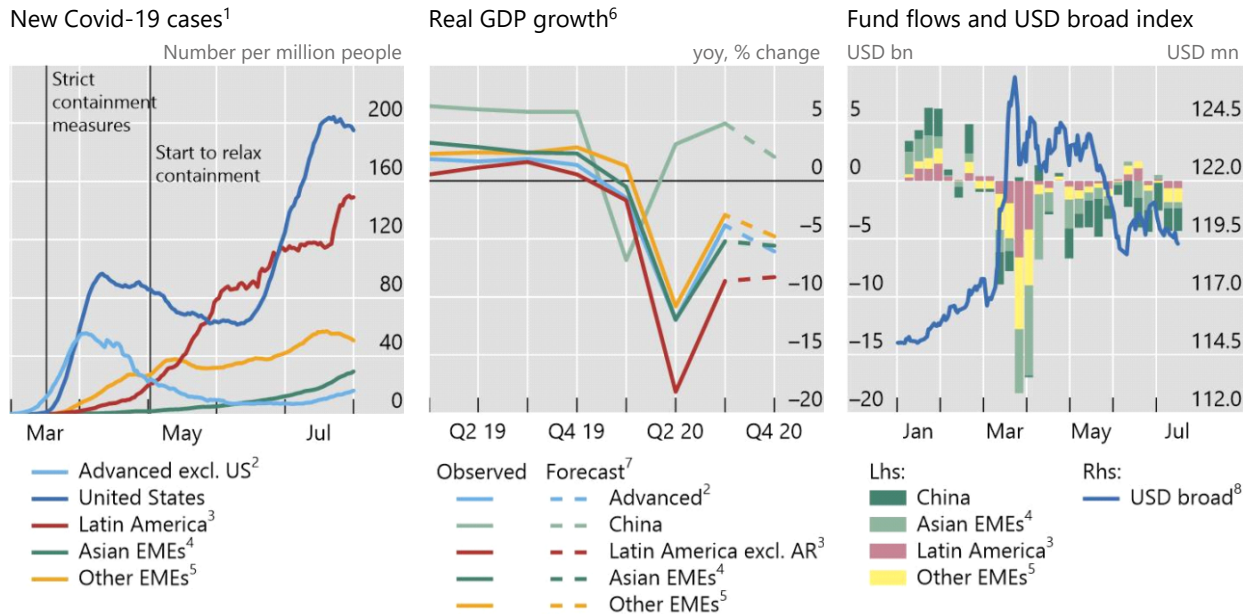 New Covid-19 cases1
Number per million people
Strict
containment
measures
Start to relax
containment
200
160
120
80
40
0
Mar May Jul
Advanced excl. US2
United States
Latin America3
Asian EMEs4
Other EMEs5
Real GDP growth6
yoy, % change
5
0
–5
–10
–15
–20
Q2 19 Q4 19 Q2 20 Q4 20
Observed Forecast7
Advanced2
China
Latin America excl. AR3
Asian EMEs4
Other EMEs5
Fund flows and USD broad index
USD bn USD mn
5 124.5
0 122.0
–5 119.5
–10 117.0
–15 114.5
–20 112.0
Jan Mar May Jul
Lhs: Rhs:
China USD broad8
Asian EMEs4
Latin America3
Other EMEs5